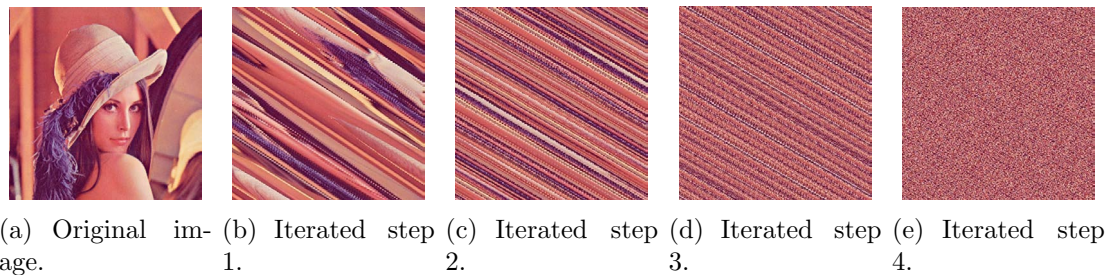 (a) Original im-
age.
(b) Iterated step
1.
(c) Iterated step
2.
(d) Iterated step
3.
(e) Iterated step
4.